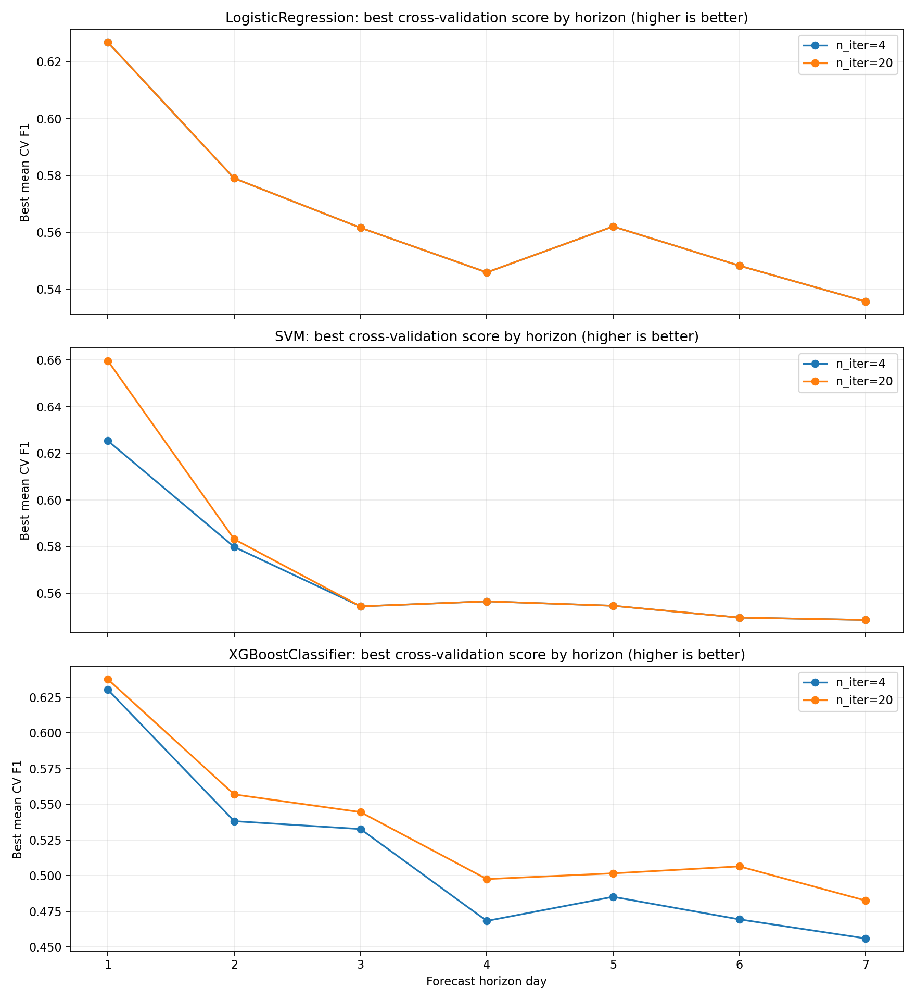 LogisticRegression: best cross-validation score by horizon (higher is better)
n_iter=4
n_iter=20
Best mean CV F1
0.62
0.60
0.58
0.56
0.54
SVM: best cross-validation score by horizon (higher is better)
n_iter=4
n_iter=20
Best mean CV F1
0.66
0.64
0.62
0.60
0.58
0.56
XGBoostClassifier: best cross-validation score by horizon (higher is better)
n_iter=4
n_iter=20
Best mean CV F1
0.625
0.600
0.575
0.550
0.525
0.500
0.475
0.450
1 2 3 4 5 6 7
Forecast horizon day